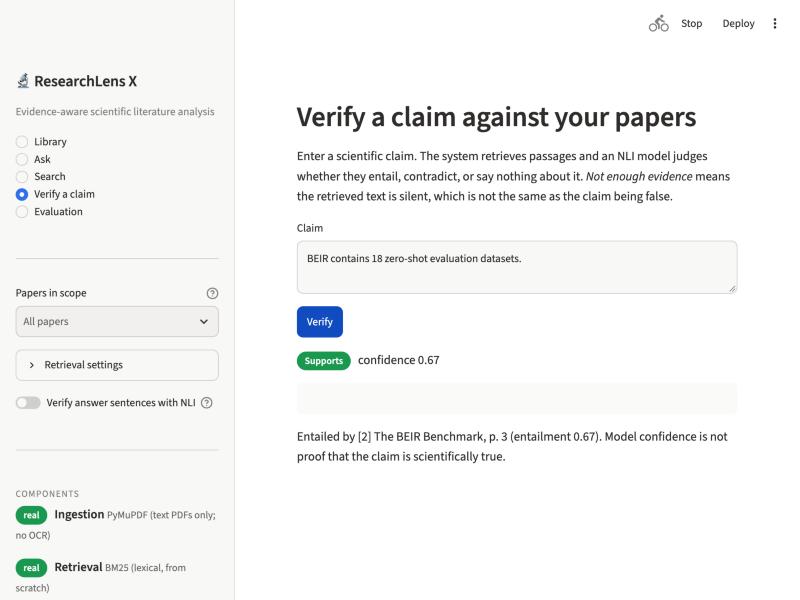 Stop
Deploy
ResearchLens X
Evidence-aware scientific literature analysis
Library
Ask
Search
Verify a claim
Evaluation
Papers in scope
All papers
Retrieval settings
Verify answer sentences with NLI
COMPONENTS
real Ingestion PyMuPDF (text PDFs only;
no OCR)
real Retrieval BM25 (lexical, from
scratch)
Verify a claim against your papers
Enter a scientific claim. The system retrieves passages and an NLI model judges
whether they entail, contradict, or say nothing about it. Not enough evidence means
the retrieved text is silent, which is not the same as the claim being false.
Claim
BEIR contains 18 zero-shot evaluation datasets.
Verify
Supports confidence 0.67
Entailed by [2] The BEIR Benchmark, p. 3 (entailment 0.67). Model confidence is not
proof that the claim is scientifically true.